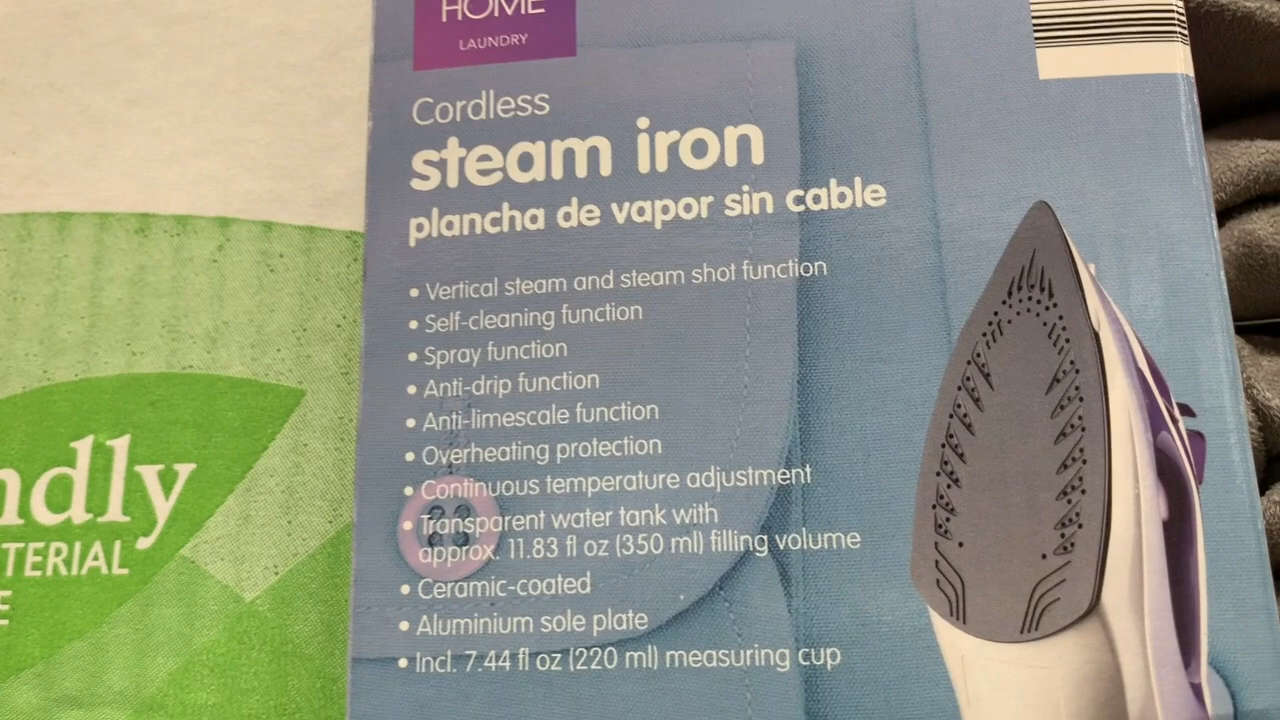 HOME
LAUNDRY
Cordless
steam iron
plancha de vapor sin cable
• Vertical steam and steam shot function
• Self-cleaning function
• Spray function
• Anti-drip function
• Anti-limescale function
• Overheating protection
• Continuous temperature adjustment
• Transparent water tank with
approx. 11.83 fl oz (350 ml) filling volume
• Ceramic-coated
• Aluminium sole plate
• Incl. 7.44 fl oz (220 ml) measuring cup
ndly
TERIAL